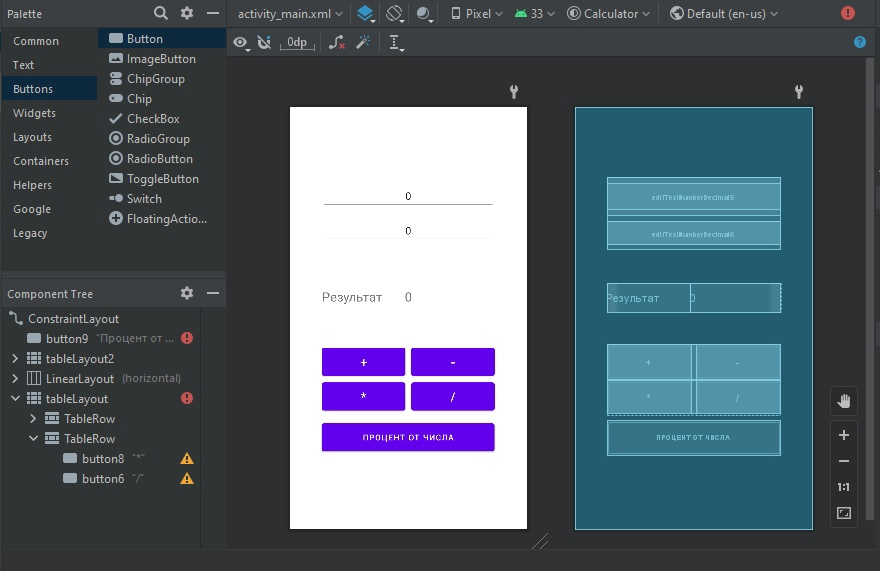 Palette
activity_main.xml
Pixel
33
Calculator
Default (en-us)
Common
Text
Buttons
Widgets
Layouts
Containers
Helpers
Google
Legacy
Button
ImageButton
ChipGroup
Chip
CheckBox
RadioGroup
RadioButton
ToggleButton
Switch
FloatingActio...
0dp
Component Tree
ConstraintLayout
button9 "Процент от ...
tableLayout2
LinearLayout (horizontal)
tableLayout
TableRow
TableRow
button8 "*"
button6 "/"
0
0
Результат 0
+ -
* /
ПРОЦЕНТ ОТ ЧИСЛА
editTextNumberDecimal5
editTextNumberDecimal6
Результат 0
+ -
* /
ПРОЦЕНТ ОТ ЧИСЛА
1:1